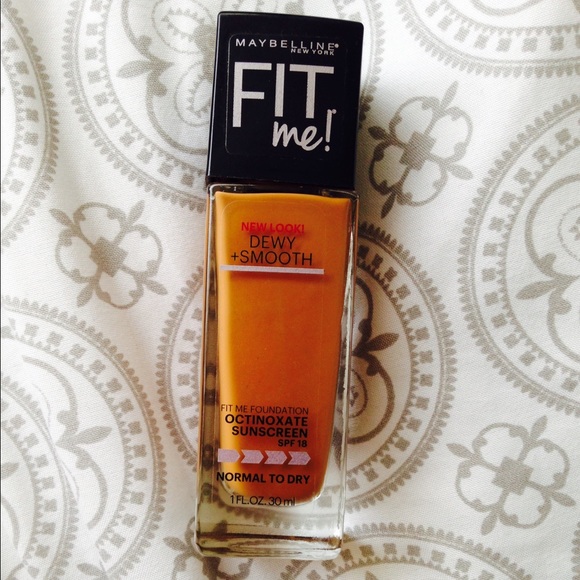 MAYBELLINE®
NEW YORK
FIT
me!
NEW LOOK!
DEWY
+SMOOTH
FIT ME FOUNDATION
OCTINOXATE
SUNSCREEN
SPF 18
NORMAL TO DRY
1 FL.OZ. 30 ml